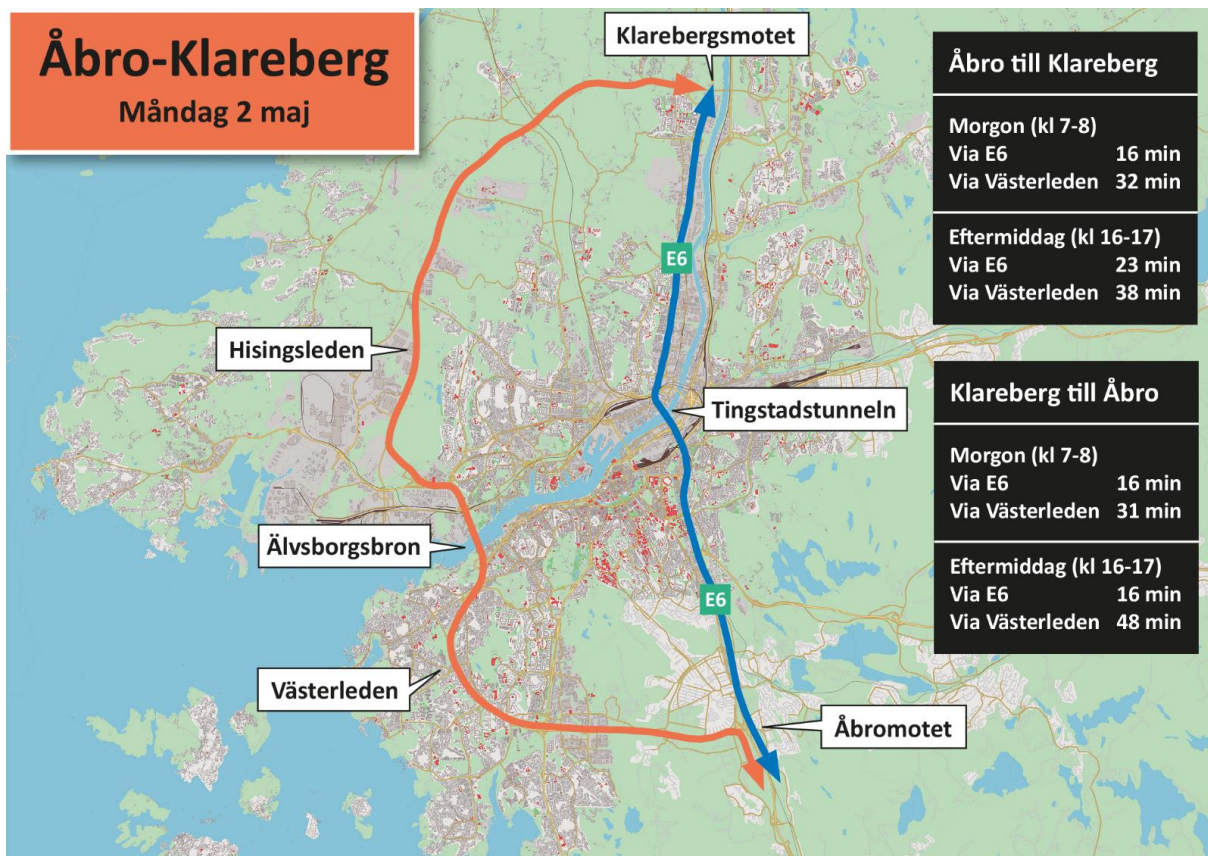 Åbro-Klareberg
Måndag 2 maj
Klarebergsmotet
E6
Hisingsleden
Tingstadstunneln
Älvsborgsbron
E6
Västerleden
Åbromotet
Åbro till Klareberg
Morgon (kl 7-8)
Via E6 16 min
Via Västerleden 32 min
Eftermiddag (kl 16-17)
Via E6 23 min
Via Västerleden 38 min
Klareberg till Åbro
Morgon (kl 7-8)
Via E6 16 min
Via Västerleden 31 min
Eftermiddag (kl 16-17)
Via E6 16 min
Via Västerleden 48 min